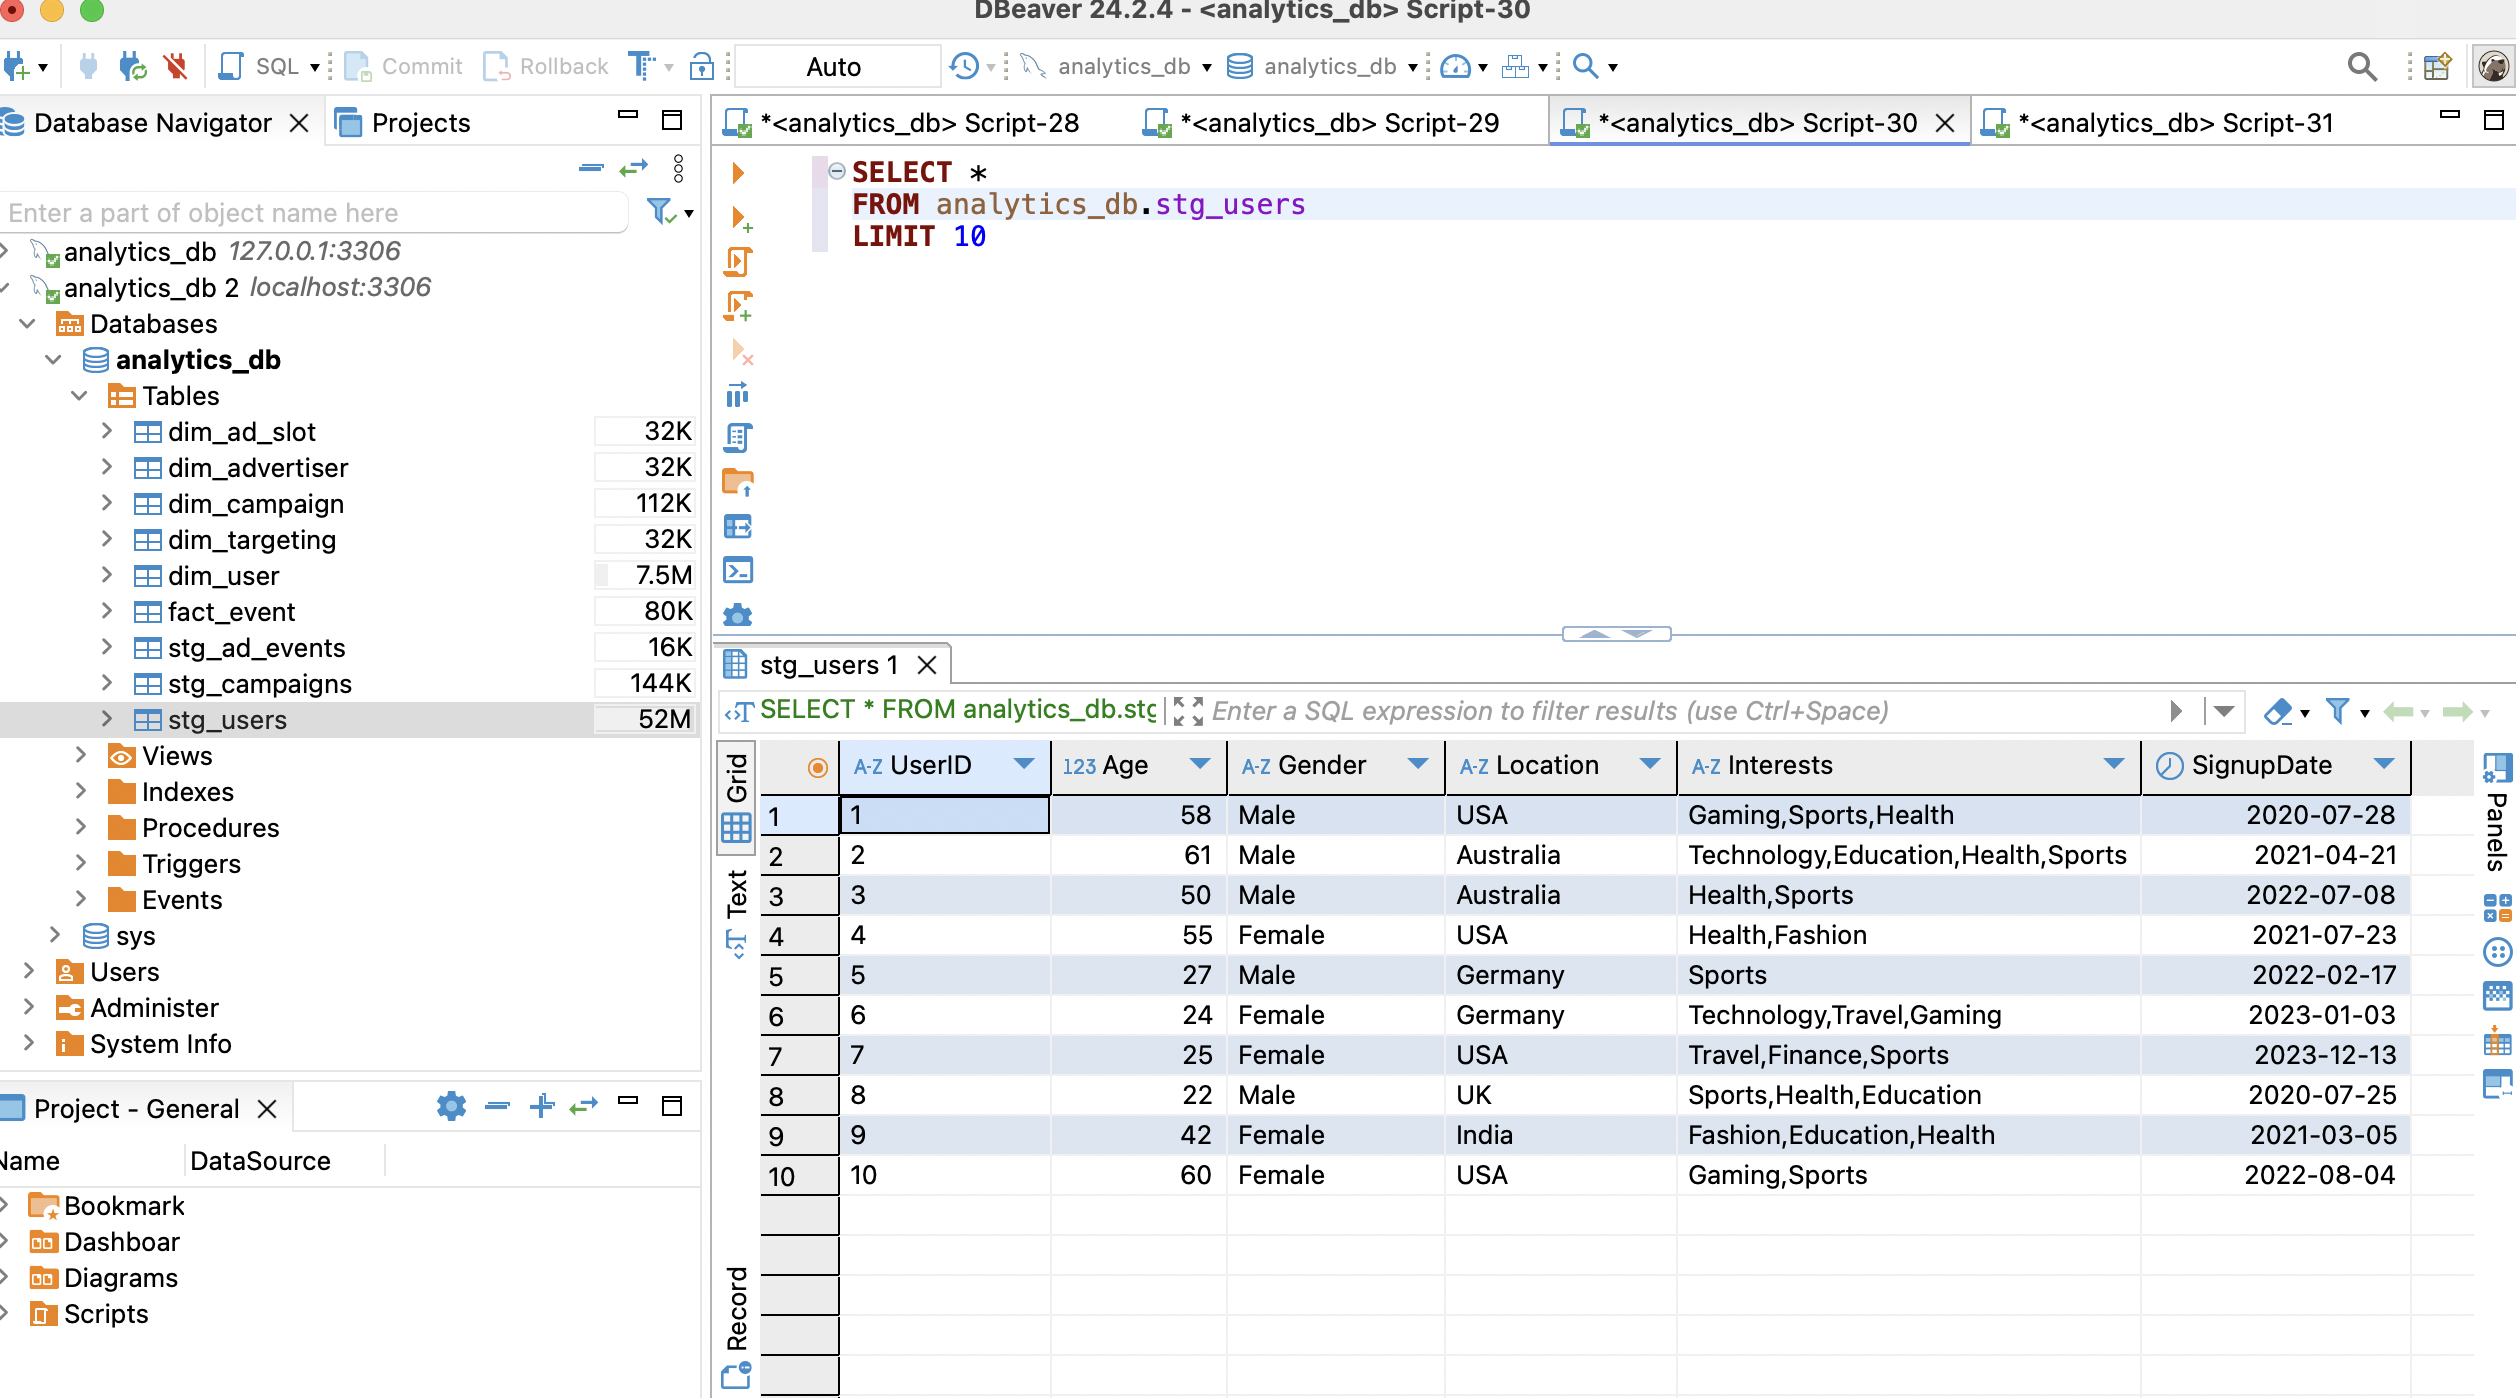 DBeaver 24.2.4 - <analytics_db> Script-30
SQL
Commit
Rollback
Auto
analytics_db
analytics_db
Database Navigator
Projects
*<analytics_db> Script-28
*<analytics_db> Script-29
*<analytics_db> Script-30
*<analytics_db> Script-31
Enter a part of object name here
analytics_db 127.0.0.1:3306
analytics_db 2 localhost:3306
Databases
analytics_db
Tables
dim_ad_slot 32K
dim_advertiser 32K
dim_campaign 112K
dim_targeting 32K
dim_user 7.5M
fact_event 80K
stg_ad_events 16K
stg_campaigns 144K
stg_users 52M
Views
Indexes
Procedures
Triggers
Events
sys
Users
Administer
System Info
Project - General
Name DataSource
Bookmark
Dashboar
Diagrams
Scripts
SELECT *
FROM analytics_db.stg_users
LIMIT 10
stg_users 1
SELECT * FROM analytics_db.stg
Enter a SQL expression to filter results (use Ctrl+Space)
Grid
Text
Record
A-Z UserID 123 Age A-Z Gender A-Z Location A-Z Interests SignupDate
1 1 58 Male USA Gaming,Sports,Health 2020-07-28
2 2 61 Male Australia Technology,Education,Health,Sports 2021-04-21
3 3 50 Male Australia Health,Sports 2022-07-08
4 4 55 Female USA Health,Fashion 2021-07-23
5 5 27 Male Germany Sports 2022-02-17
6 6 24 Female Germany Technology,Travel,Gaming 2023-01-03
7 7 25 Female USA Travel,Finance,Sports 2023-12-13
8 8 22 Male UK Sports,Health,Education 2020-07-25
9 9 42 Female India Fashion,Education,Health 2021-03-05
10 10 60 Female USA Gaming,Sports 2022-08-04
Panels